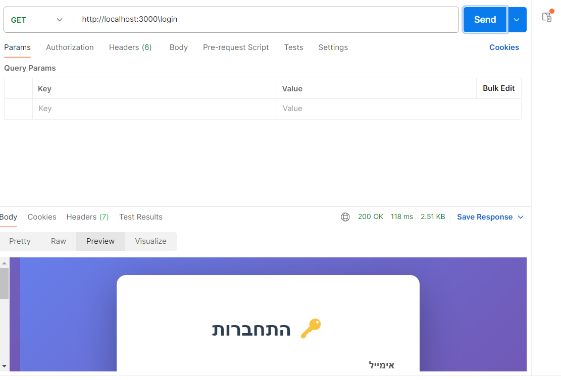 GET http://localhost:3000\login Send
Params Authorization Headers (6) Body Pre-request Script Tests Settings Cookies
Query Params
Key Value Bulk Edit
Key Value
Body Cookies Headers (7) Test Results 200 OK 118 ms 2.51 KB Save Response
Pretty Raw Preview Visualize
התחברות
אימייל